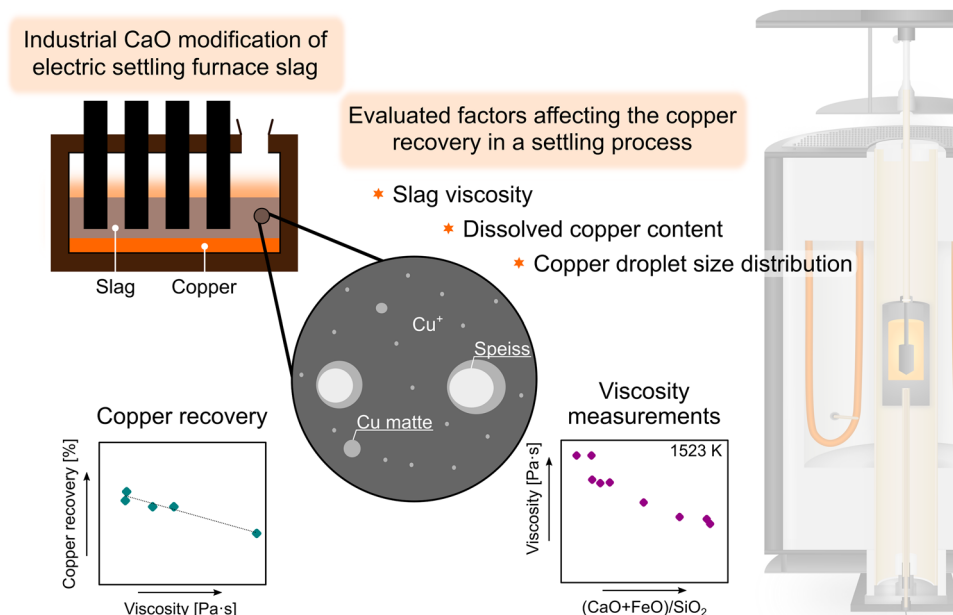 Industrial CaO modification of
electric settling furnace slag
Evaluated factors affecting the copper
recovery in a settling process
Slag viscosity
Dissolved copper content
Copper droplet size distribution
Slag
Copper
Cu⁺
Speiss
Cu matte
Copper recovery
Copper recovery [%]
Viscosity [Pa·s]
Viscosity
measurements
1523 K
Viscosity [Pa·s]
(CaO+FeO)/SiO₂